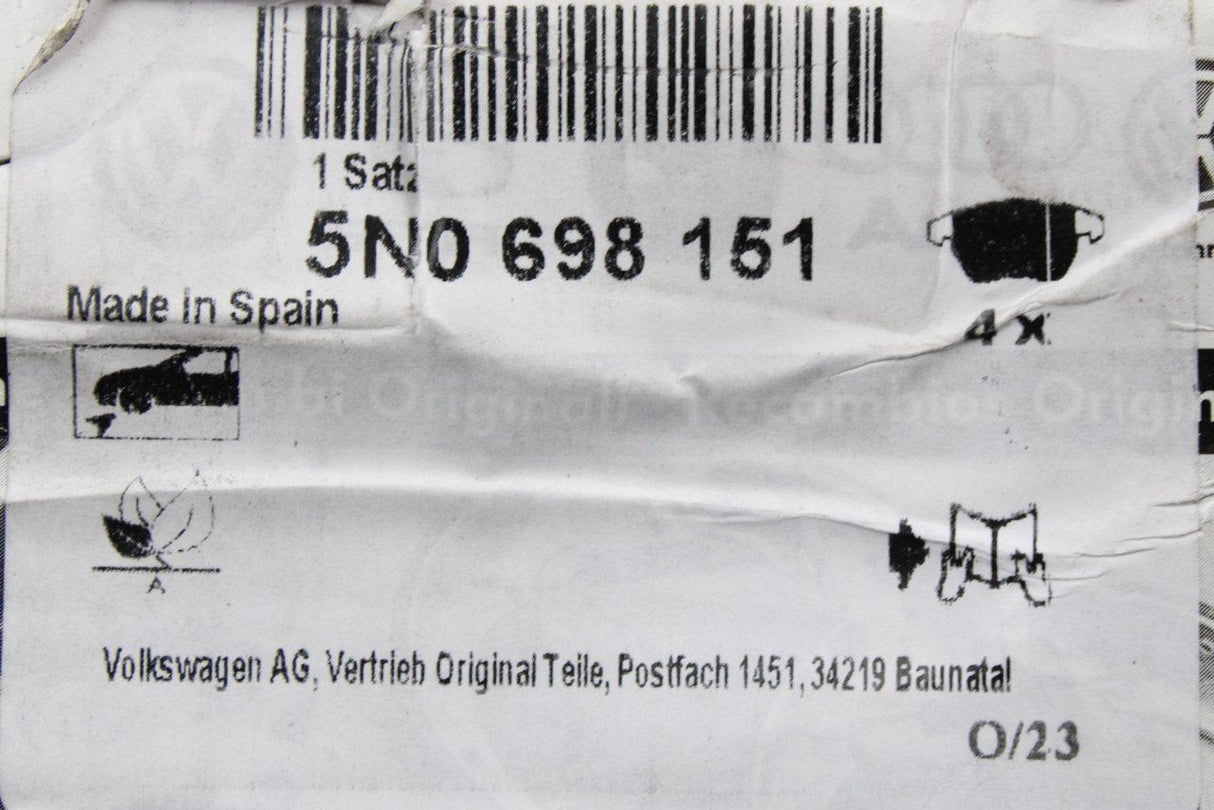 1 Satz
5N0 698 151
Made in Spain
4 x
Original
A
Volkswagen AG, Vertrieb Original Teile, Postfach 1451, 34219 Baunatal
O/23